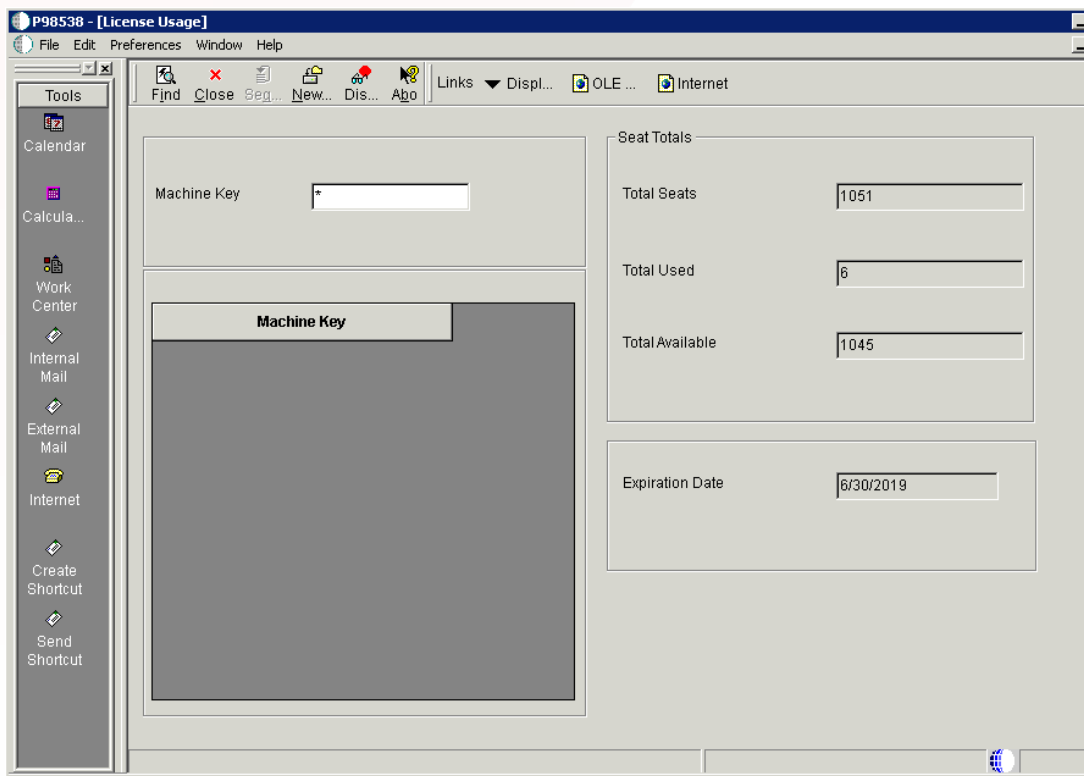 P98538 - [License Usage]
File Edit Preferences Window Help
Tools
Calendar
Calcula...
Work
Center
Internal
Mail
External
Mail
Internet
Create
Shortcut
Send
Shortcut
Find Close Seq... New... Dis... Abo Links Displ... OLE ... Internet
Machine Key *
Machine Key
Seat Totals
Total Seats 1051
Total Used 6
Total Available 1045
Expiration Date 6/30/2019